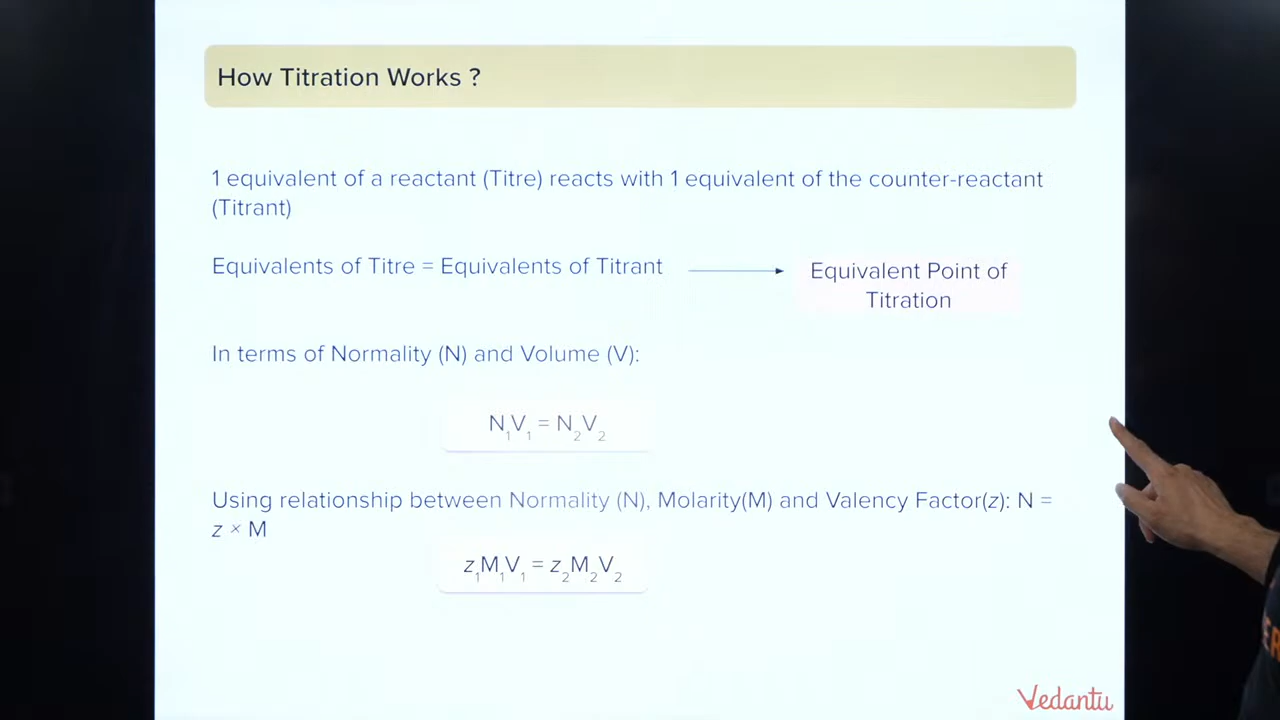 How Titration Works ?
1 equivalent of a reactant (Titre) reacts with 1 equivalent of the counter-reactant
(Titrant)
Equivalents of Titre = Equivalents of Titrant
Equivalent Point of
Titration
In terms of Normality (N) and Volume (V):
N₁V₁ = N₂V₂
Using relationship between Normality (N), Molarity(M) and Valency Factor(z): N =
z × M
z₁M₁V₁ = z₂M₂V₂
Vedantu